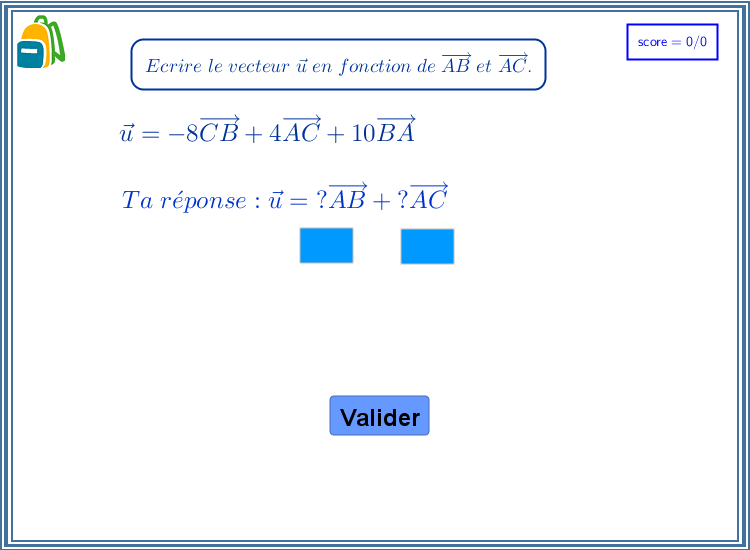 score = 0/0
Ecrire le vecteur $\vec{u}$ en fonction de $\overrightarrow{AB}$ et $\overrightarrow{AC}$.
$\vec{u} = -8\overrightarrow{CB} + 4\overrightarrow{AC} + 10\overrightarrow{BA}$
Ta réponse : $\vec{u} = ?\overrightarrow{AB} + ?\overrightarrow{AC}$
Valider